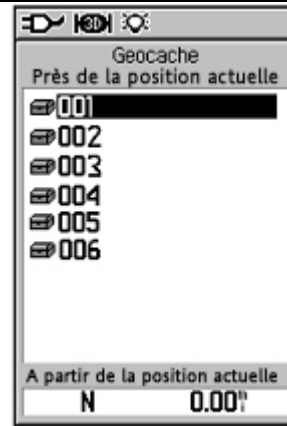 3D
Geocache
Près de la position actuelle
001
002
003
004
005
006
A partir de la position actuelle
N 0.00